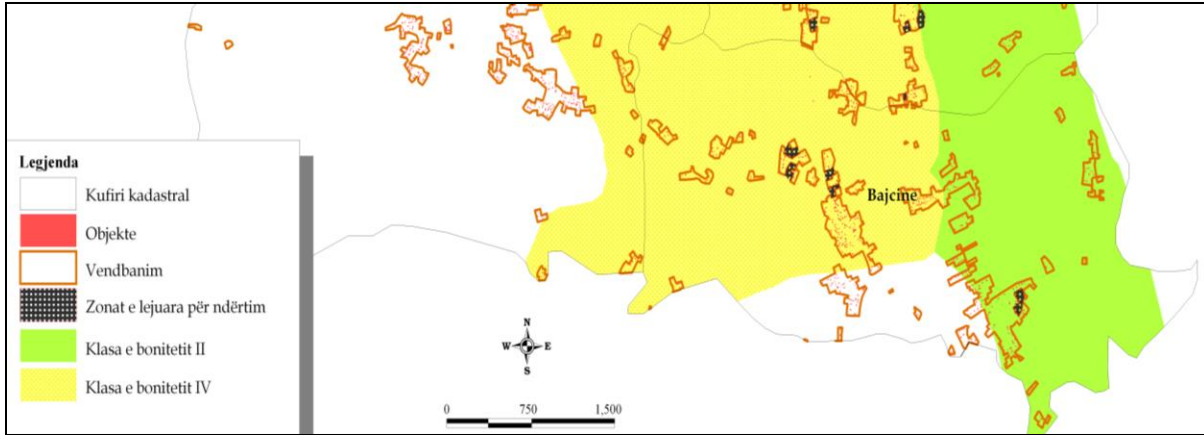 Bajcinë
Legjenda
Kufiri kadastral
Objekte
Vendbanim
Zonat e lejuara për ndërtim
Klasa e bonitetit II
Klasa e bonitetit IV
N
W E
S
0 750 1,500